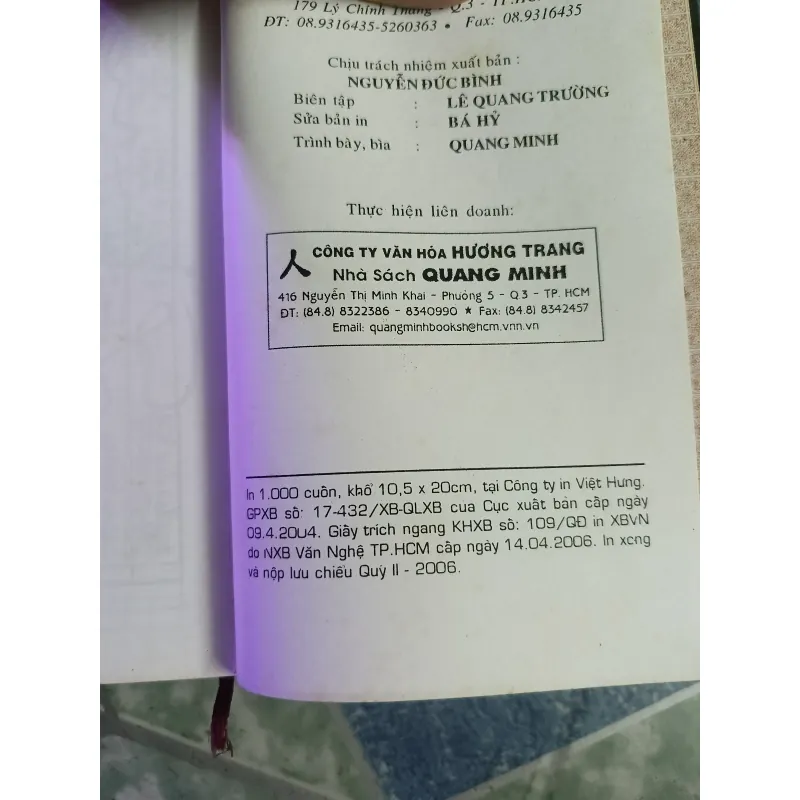 179 Lý Chính Thắng - Q.3 - TP.
ĐT: 08.9316435-5260363 • Fax: 08.9316435
Chịu trách nhiệm xuất bản :
NGUYỄN ĐỨC BÌNH
Biên tập : LÊ QUANG TRƯỜNG
Sửa bản in : BÁ HỶ
Trình bày, bìa : QUANG MINH
Thực hiện liên doanh:
CÔNG TY VĂN HÓA HƯƠNG TRANG
Nhà Sách QUANG MINH
416 Nguyễn Thị Minh Khai - Phường 5 - Q.3 - TP. HCM
ĐT: (84.8) 8322386 - 8340990 ★ Fax: (84.8) 8342457
Email: quangminhbooksh@hcm.vnn.vn
In 1.000 cuốn, khổ 10,5 x 20cm, tại Công ty in Việt Hưng.
GPXB số: 17-432/XB-QLXB của Cục xuất bản cấp ngày
09.4.2004. Giấy trích ngang KHXB số: 109/QĐ in XBVN
do NXB Văn Nghệ TP.HCM cấp ngày 14.04.2006. In xong
và nộp lưu chiểu Quý II - 2006.